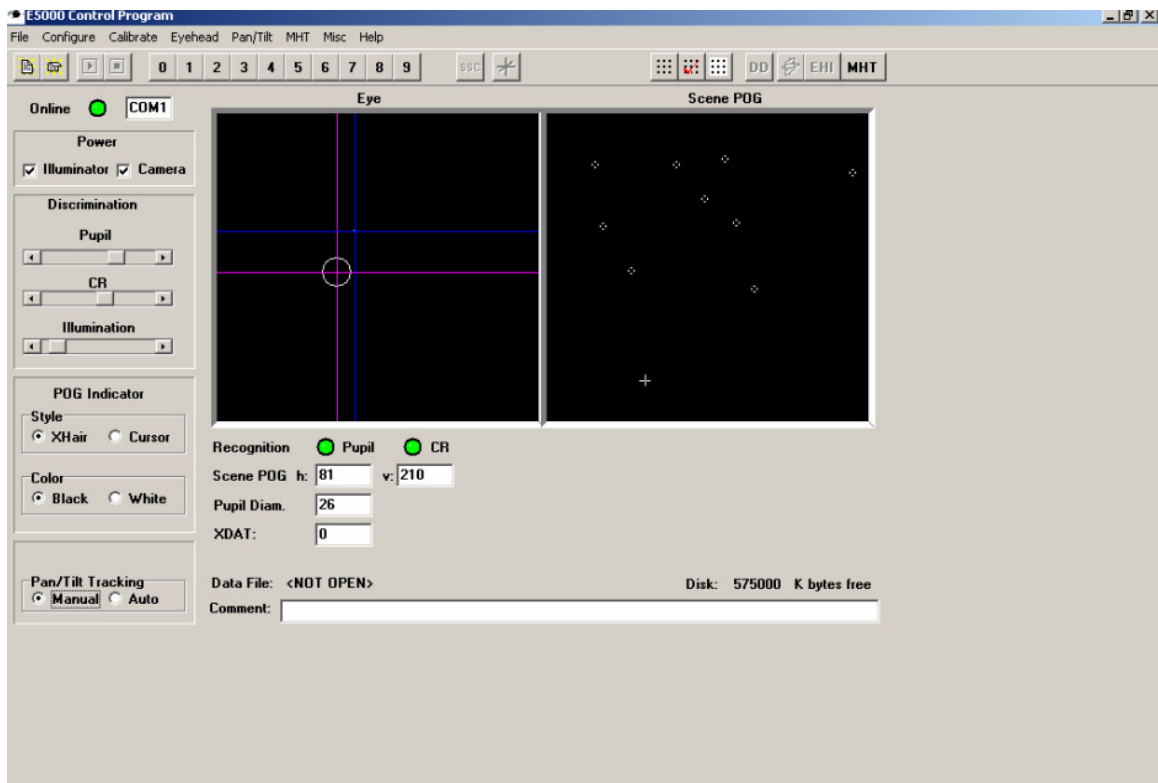 E5000 Control Program
File Configure Calibrate Eyehead Pan/Tilt MHT Misc Help
0 1 2 3 4 5 6 7 8 9 SSC DD EHI MHT
Online COM1
Eye
Scene POG
Power
Illuminator Camera
Discrimination
Pupil
CR
Illumination
POG Indicator
Style
XHair Cursor
Color
Black White
Pan/Tilt Tracking
Manual Auto
Recognition Pupil CR
Scene POG h: 81 v: 210
Pupil Diam. 26
XDAT: 0
Data File: <NOT OPEN> Disk: 575000 K bytes free
Comment: